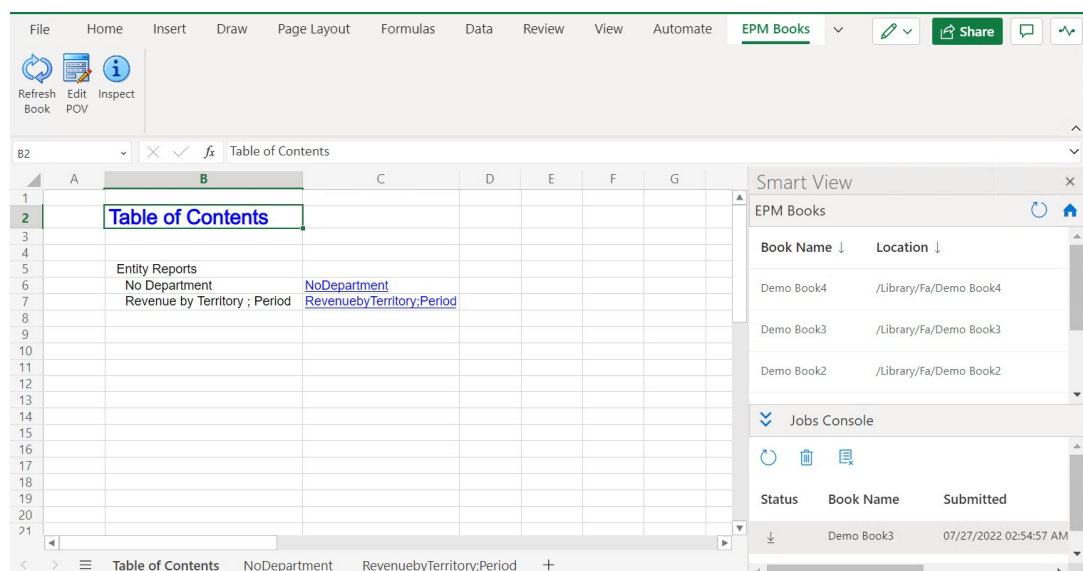 File Home Insert Draw Page Layout Formulas Data Review View Automate EPM Books Share
Refresh Book Edit POV Inspect
B2 fx Table of Contents
A B C D E F G
1
2 Table of Contents
3
4
5 Entity Reports
6 No Department NoDepartment
7 Revenue by Territory ; Period RevenuebyTerritory;Period
8
9
10
11
12
13
14
15
16
17
18
19
20
21
Table of Contents NoDepartment RevenuebyTerritory;Period
Smart View
EPM Books
Book Name ↓ Location ↓
Demo Book4 /Library/Fa/Demo Book4
Demo Book3 /Library/Fa/Demo Book3
Demo Book2 /Library/Fa/Demo Book2
Jobs Console
Status Book Name Submitted
Demo Book3 07/27/2022 02:54:57 AM